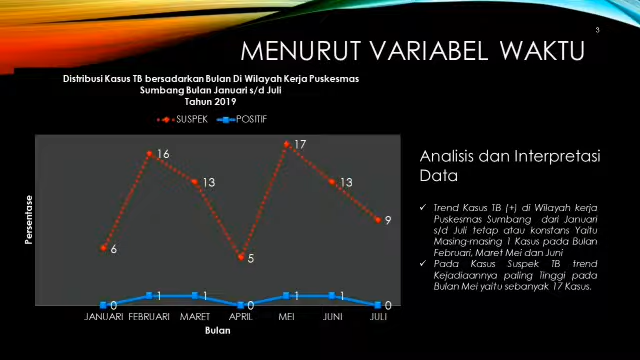 3
MENURUT VARIABEL WAKTU
Distribusi Kasus TB bersadarkan Bulan Di Wilayah Kerja Puskesmas
Sumbang Bulan Januari s/d Juli
Tahun 2019
SUSPEK POSITIF
17
16
13
13
9
6
5
0 1 1 0 1 1 0
JANUARI FEBRUARI MARET APRIL MEI JUNI JULI
Bulan
Persentase
Analisis dan Interpretasi
Data
✓ Trend Kasus TB (+) di Wilayah kerja
Puskesmas Sumbang dari Januari
s/d Juli tetap atau konstans Yaitu
Masing-masing 1 Kasus pada Bulan
Februari, Maret Mei dan Juni
✓ Pada Kasus Suspek TB trend
Kejadiaannya paling Tinggi pada
Bulan Mei yaitu sebanyak 17 Kasus.